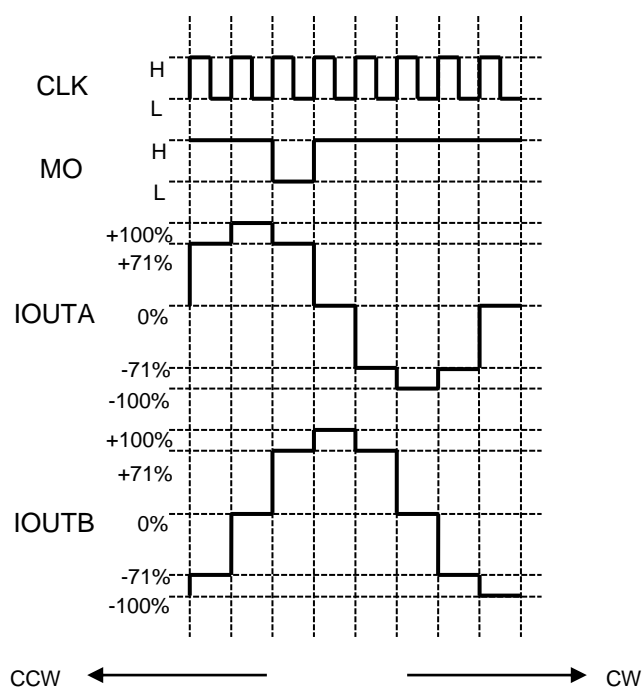 CLK
H
L
MO
H
L
IOUTA
+100%
+71%
0%
-71%
-100%
IOUTB
+100%
+71%
0%
-71%
-100%
CCW
CW